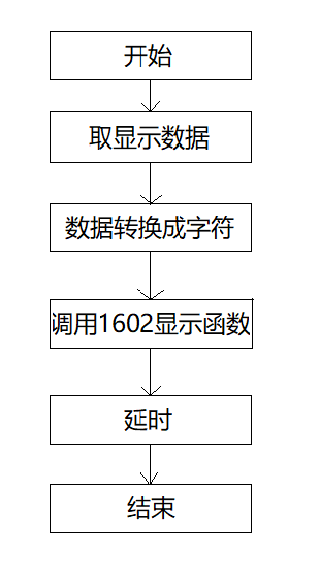 开始
取显示数据
数据转换成字符
调用1602显示函数
延时
结束